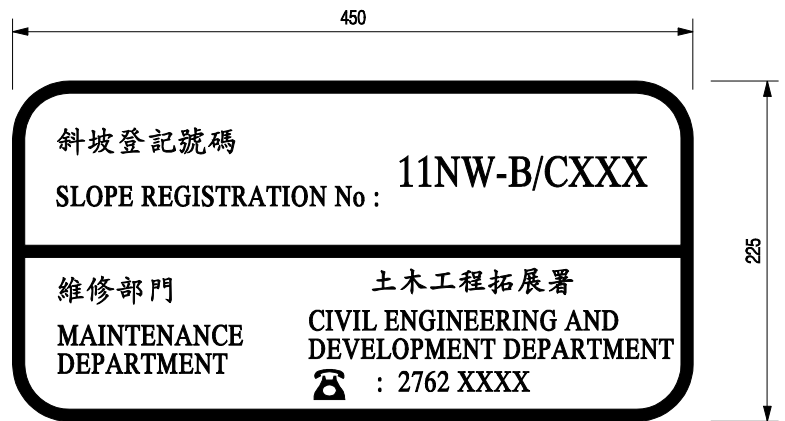 450
斜坡登記號碼
SLOPE REGISTRATION No :
11NW-B/CXXX
225
維修部門
MAINTENANCE
DEPARTMENT
土木工程拓展署
CIVIL ENGINEERING AND
DEVELOPMENT DEPARTMENT
☎ : 2762 XXXX